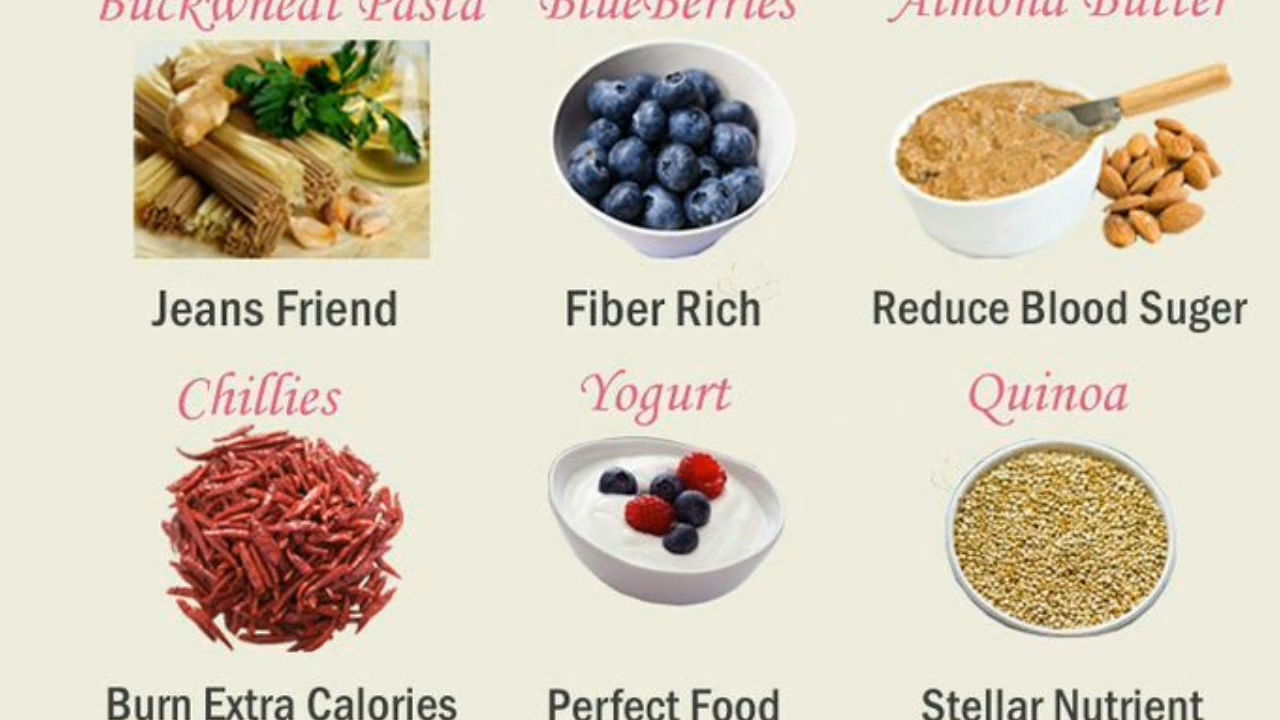 Buckwheat Pasta BlueBerries Almond Butter
Jeans Friend Fiber Rich Reduce Blood Suger
Chillies Yogurt Quinoa
Burn Extra Calories Perfect Food Stellar Nutrient